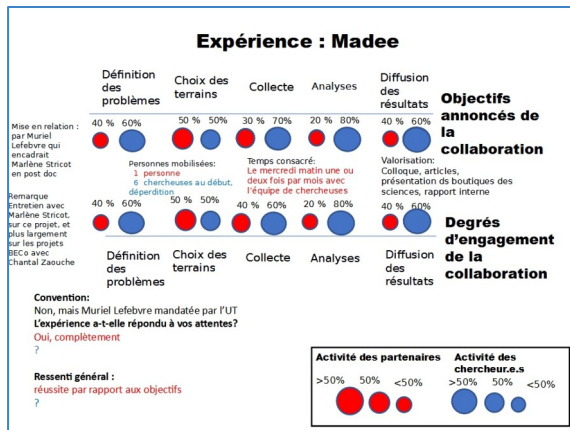 Expérience : Madee
Définition
des
problèmes
Choix des
terrains
Collecte
Analyses
Diffusion
des
résultats
Objectifs
annoncés de
la
collaboration
40 % 60%
50 % 50%
30 % 70%
20 % 80%
40 % 60%
Mise en relation :
par Muriel
Lefebvre qui
encadrait
Marlène Stricot
en post doc
Personnes mobilisées:
1 personne
6 chercheuses au début,
déperdition
Temps consacré:
Le mercredi matin une ou
deux fois par mois avec
l'équipe de chercheuses
Valorisation:
Colloque, articles,
présentation ds boutiques des
sciences, rapport interne
Remarque
Entretien avec
Marlène Stricot,
sur ce projet, et
plus largement
sur les projets
BECo avec
Chantal Zaouche
40 % 60%
50 % 50%
40 % 60%
20 % 80%
40 % 60%
Degrés
d'engagement
de la
collaboration
Définition
des
problèmes
Choix des
terrains
Collecte
Analyses
Diffusion
des
résultats
Convention:
Non, mais Muriel Lefebvre mandatée par l'UT
L'expérience a-t-elle répondu à vos attentes?
Oui, complètement
?
Ressenti général :
réussite par rapport aux objectifs
?
Activité des partenaires
>50% 50% <50%
Activité des
chercheur.e.s
>50% 50% <50%